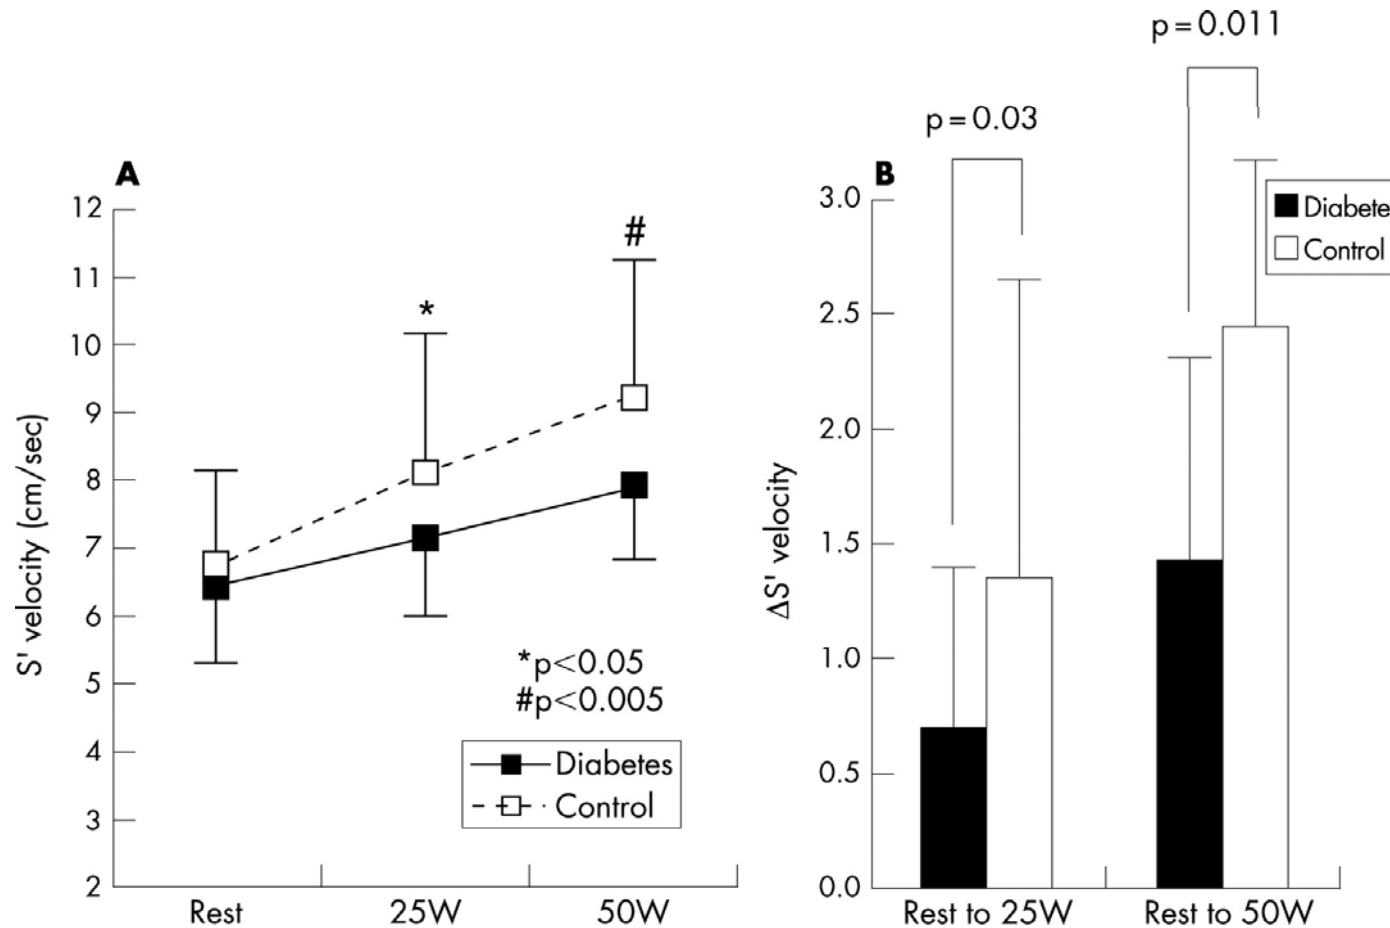 A
12
11
10
9
8
7
6
5
4
3
2
S' velocity (cm/sec)
*
#
*p<0.05
#p<0.005
Diabetes
Control
Rest 25W 50W
B
p=0.03
p=0.011
3.0
2.5
2.0
1.5
1.0
0.5
0.0
ΔS' velocity
Diabete
Control
Rest to 25W Rest to 50W